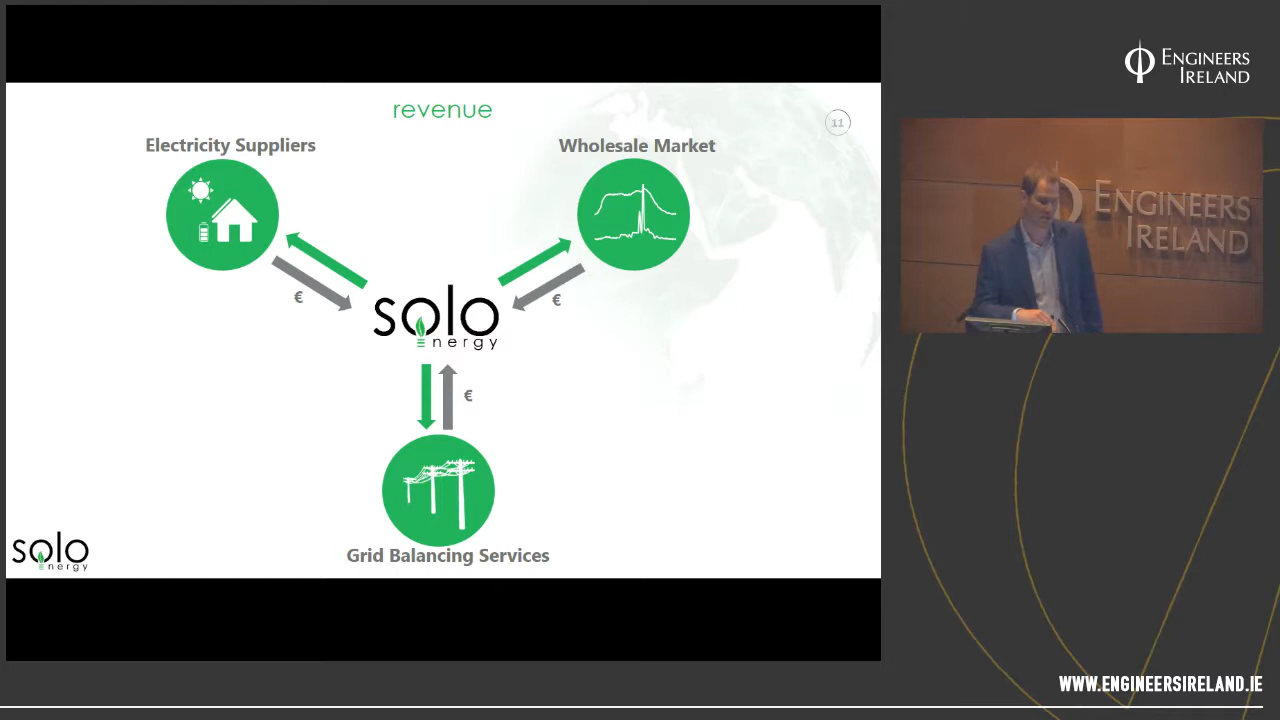 revenue
11
Electricity Suppliers
Wholesale Market
€
€
solo
energy
€
Grid Balancing Services
solo
energy
ENGINEERS
IRELAND
ENGINEERS
IRELAND
WWW.ENGINEERSIRELAND.IE